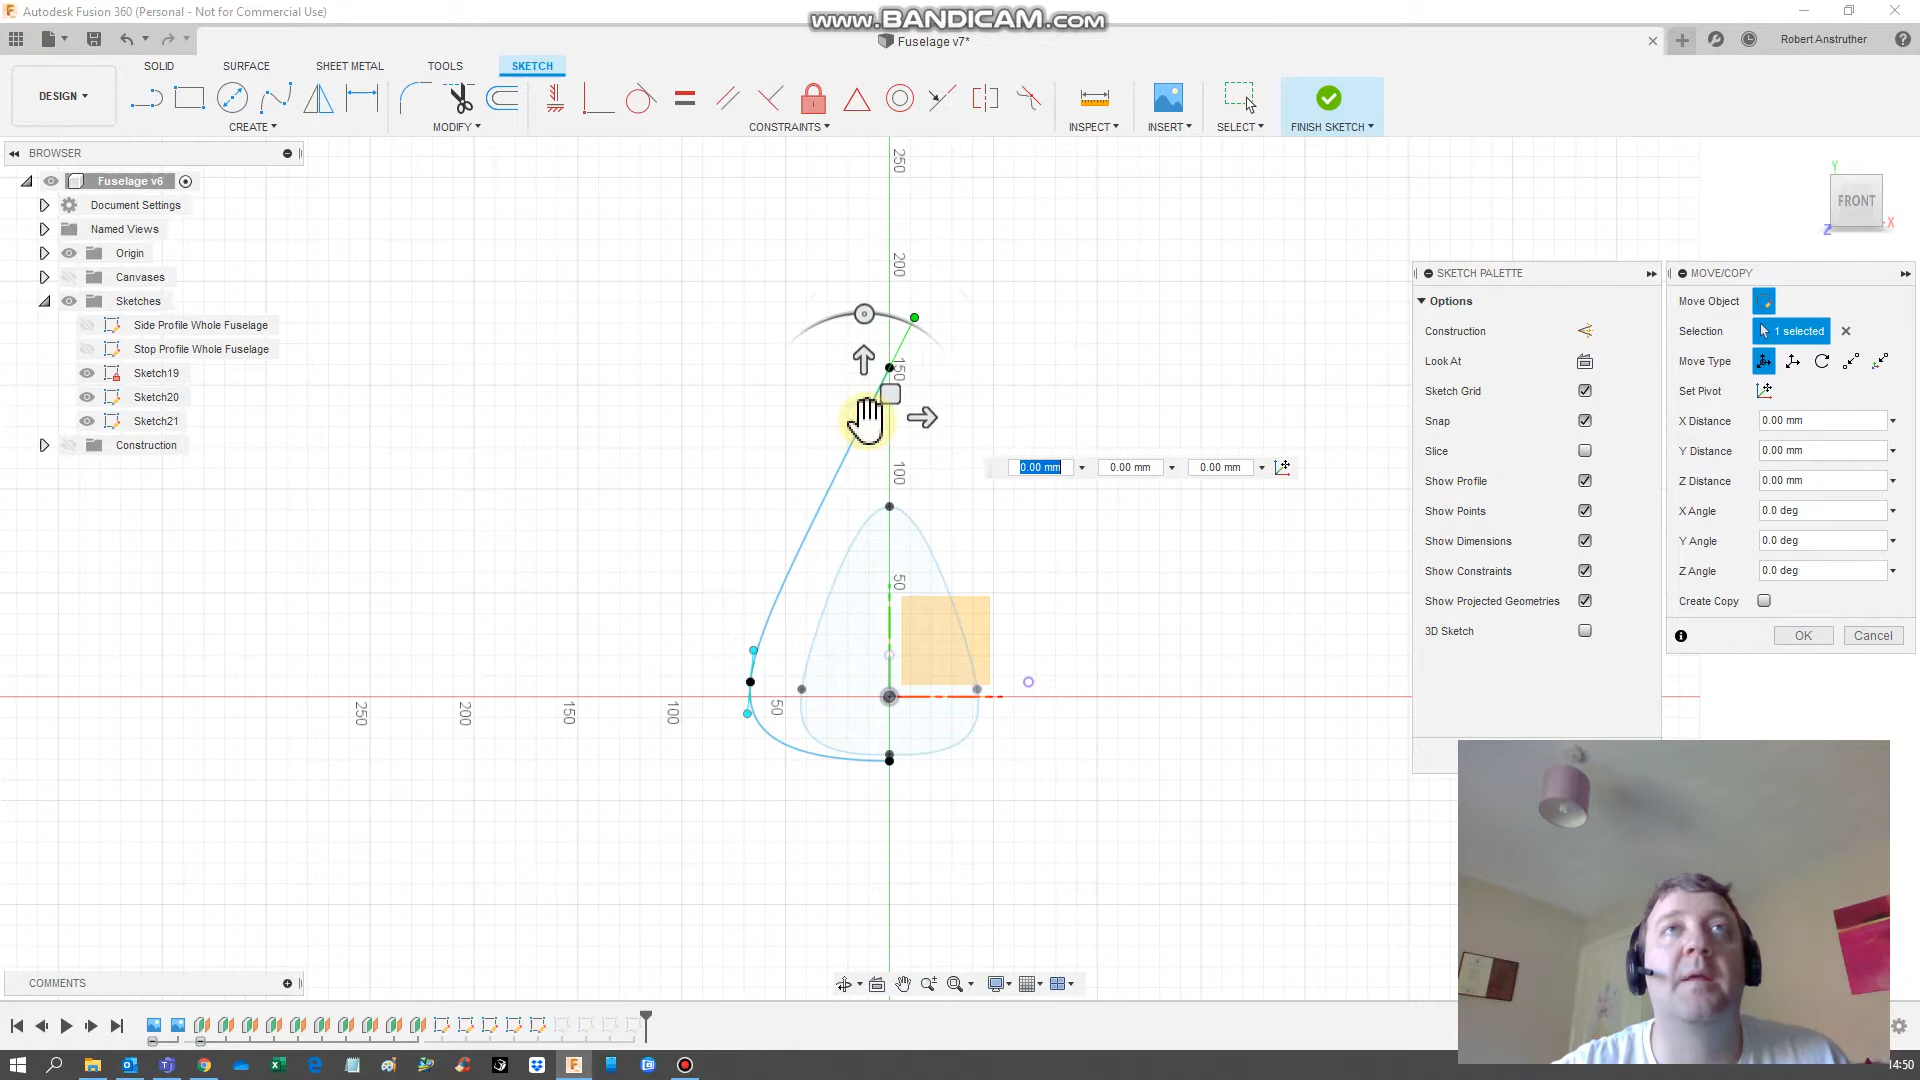 Autodesk Fusion 360 (Personal - Not for Commercial Use)
www.BANDICAM.com
Fuselage v7*
Robert Anstruther
SOLID
SURFACE
SHEET METAL
TOOLS
SKETCH
DESIGN
CREATE
MODIFY
CONSTRAINTS
INSPECT
INSERT
SELECT
FINISH SKETCH
BROWSER
Fuselage v6
Document Settings
Named Views
Origin
Canvases
Sketches
Side Profile Whole Fuselage
Stop Profile Whole Fuselage
Sketch19
Sketch20
Sketch21
Construction
250
200
150
100
50
250
200
150
100
50
0.00 mm
0.00 mm
0.00 mm
Y
FRONT
X
Z
SKETCH PALETTE
Options
Construction
Look At
Sketch Grid
Snap
Slice
Show Profile
Show Points
Show Dimensions
Show Constraints
Show Projected Geometries
3D Sketch
MOVE/COPY
Move Object
Selection
1 selected
Move Type
Set Pivot
X Distance
0.00 mm
Y Distance
0.00 mm
Z Distance
0.00 mm
X Angle
0.0 deg
Y Angle
0.0 deg
Z Angle
0.0 deg
Create Copy
OK
Cancel
COMMENTS
14:50